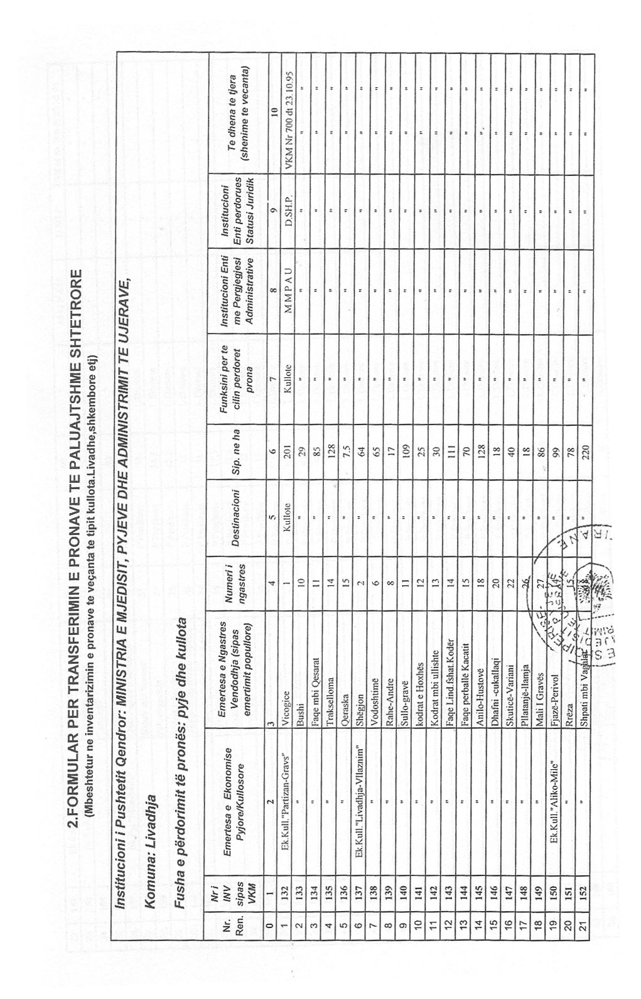 2.FORMULAR PER TRANSFERIMIN E PRONAVE TE PALUAJTSHME SHTETRORE
(Mbeshtetur ne inventarizimin e pronave te veçanta te tipit kullota.Livadhe,shkembore etj)
Institucioni i Pushtetit Qendror: MINISTRIA E MJEDISIT, PYJEVE DHE ADMINISTRIMIT TE UJERAVE,
Komuna: Livadhja
Fusha e përdorimit të pronës: pyje dhe kullota
Nr. Ren. | Nr i INV sipas VKM | Emertesa e Ekonomise Pyjore/Kullosore | Emertesa e Ngastres Vendodhja (sipas emertimit popullore) | Numeri i ngastres | Destinacioni | Sip. ne ha | Funksini per te cilin perdoret prona | Institucioni Enti me Pergjegjesi Administrative | Institucioni Enti perdorues Statusi Juridik | Te dhena te tjera (shenime te vecanta)
0 | 1 | 2 | 3 | 4 | 5 | 6 | 7 | 8 | 9 | 10
1 | 132 | Ek.Kull."Partizan-Gravs" | Vicogice | 1 | Kullote | 201 | Kullote | M M P A U | D.SH.P. | VKM Nr 700 dt 23.10.95
2 | 133 | " | Bushi | 10 | " | 29 | " | " | " | " "
3 | 134 | " | Faqe mbi Qesarat | 11 | " | 85 | " | " | " | " "
4 | 135 | " | Trakselloma | 14 | " | 128 | " | " | " | " "
5 | 136 | " | Qeraska | 15 | " | 7.5 | " | " | " | " "
6 | 137 | Ek.Kull."Livadhja-Vllaznim" | Shëgjon | 2 | " | 64 | " | " | " | " "
7 | 138 | " | Vodoshtimë | 6 | " | 65 | " | " | " | " "
8 | 139 | " | Rahe-Andre | 8 | " | 17 | " | " | " | " "
9 | 140 | " | Sullo-gravë | 11 | " | 109 | " | " | " | " "
10 | 141 | " | kodrat e Hoxhës | 12 | " | 25 | " | " | " | " "
11 | 142 | " | Kodrat mbi ullishte | 13 | " | 30 | " | " | " | " "
12 | 143 | " | Faqe Lind.fshat.Kodër | 14 | " | 111 | " | " | " | " "
13 | 144 | " | Faqe perballë Kacatit | 15 | " | 70 | " | " | " | " "
14 | 145 | " | Anilo-Hustovë | 18 | " | 128 | " | " | " | " "
15 | 146 | " | Dhafni -cukallaqi | 20 | " | 18 | " | " | " | " "
16 | 147 | " | Skuticë-Variani | 22 | " | 40 | " | " | " | " "
17 | 148 | " | Pllatanjë-llamja | 26 | " | 18 | " | " | " | " "
18 | 149 | " | Mali I Gravës | 27 | " | 86 | " | " | " | " "
19 | 150 | Ek.Kull."Aliko-Mile" | Fjazë-Perivol | 14 | " | 99 | " | " | " | " "
20 | 151 | " | Rrëza | 15 | " | 78 | " | " | " | " "
21 | 152 | " | Shpati mbi Vagalat | 18 | " | 220 | " | " | " | " "